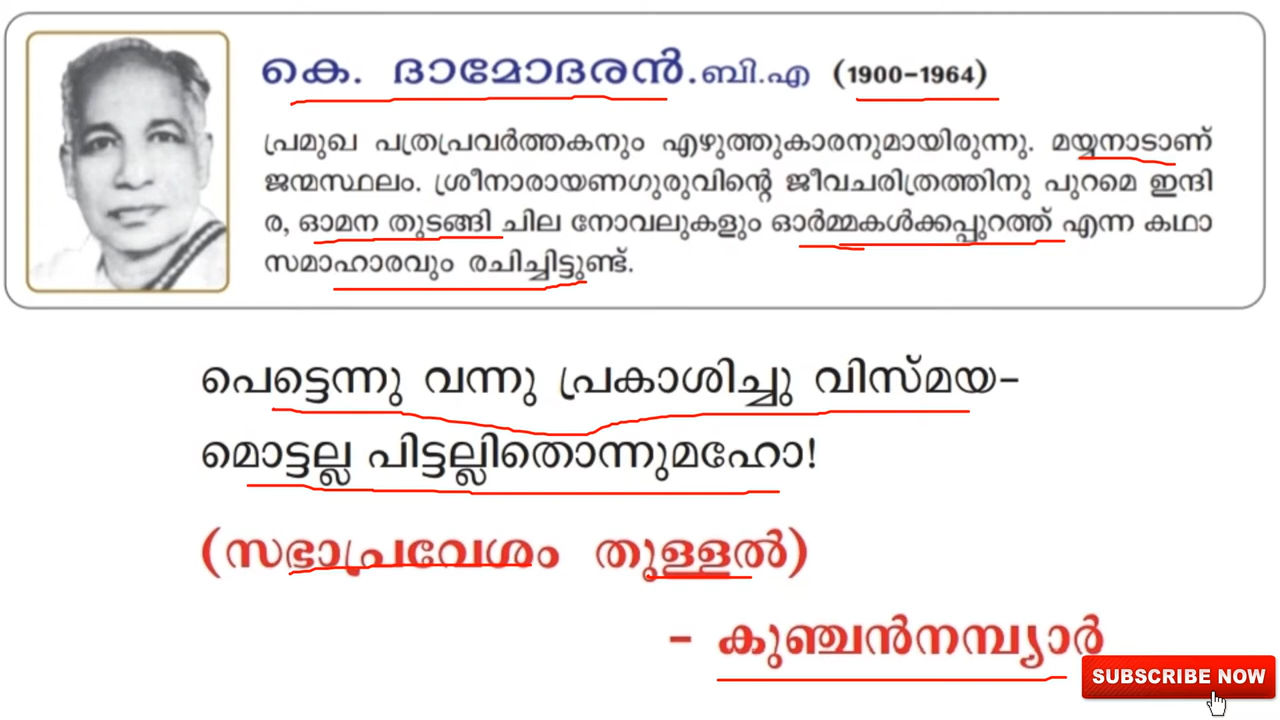 കെ. ദാമോദരൻ.ബി.എ (1900-1964)
പ്രമുഖ പത്രപ്രവർത്തകനും എഴുത്തുകാരനുമായിരുന്നു. മയ്യനാടാണ്
ജന്മസ്ഥലം. ശ്രീനാരായണഗുരുവിന്റെ ജീവചരിത്രത്തിനു പുറമെ ഇന്ദി
ര, ഓമന തുടങ്ങി ചില നോവലുകളും ഓർമ്മകൾക്കപ്പുറത്ത് എന്ന കഥാ
സമാഹാരവും രചിച്ചിട്ടുണ്ട്.
പെട്ടെന്നു വന്നു പ്രകാശിച്ചു വിസ്മയ-
മൊട്ടല്ല പിട്ടല്ലിതൊന്നുമഹോ!
(സഭാപ്രവേശം തുള്ളൽ)
- കുഞ്ചൻനമ്പ്യാർ
SUBSCRIBE NOW